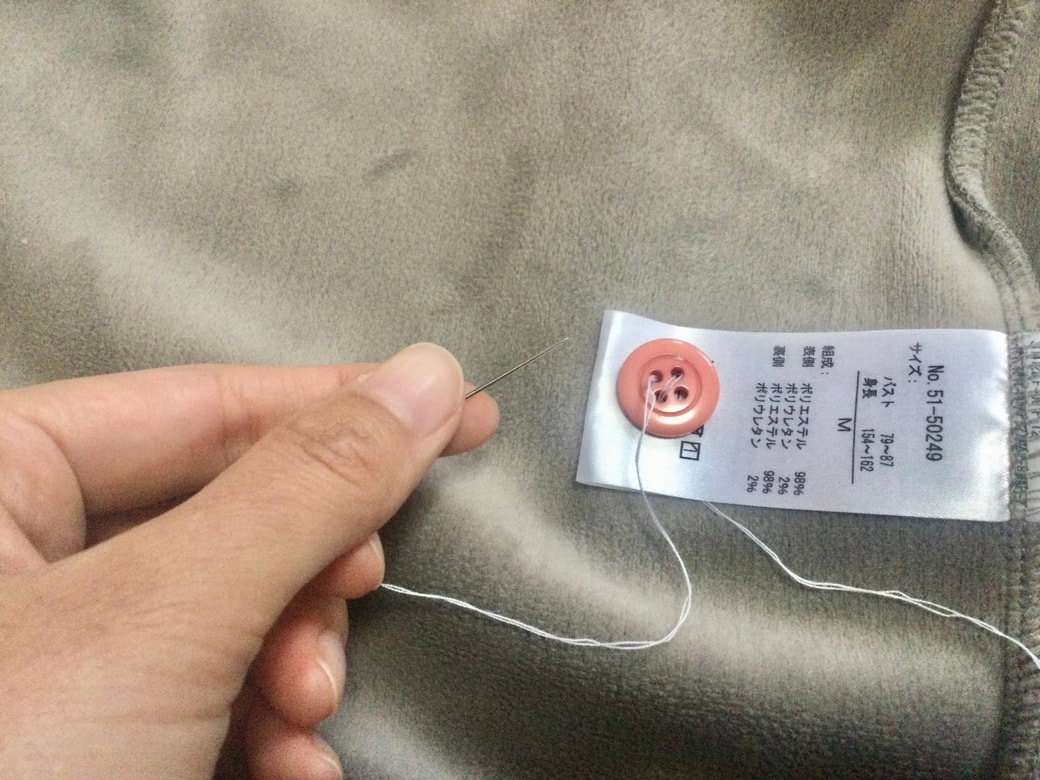 No. 51-50249
サイズ:
バスト 79~87
身長 154~162
M
組成:
表側 ポリエステル 98%
ポリウレタン 2%
裏側 ポリエステル 98%
ポリウレタン 2%